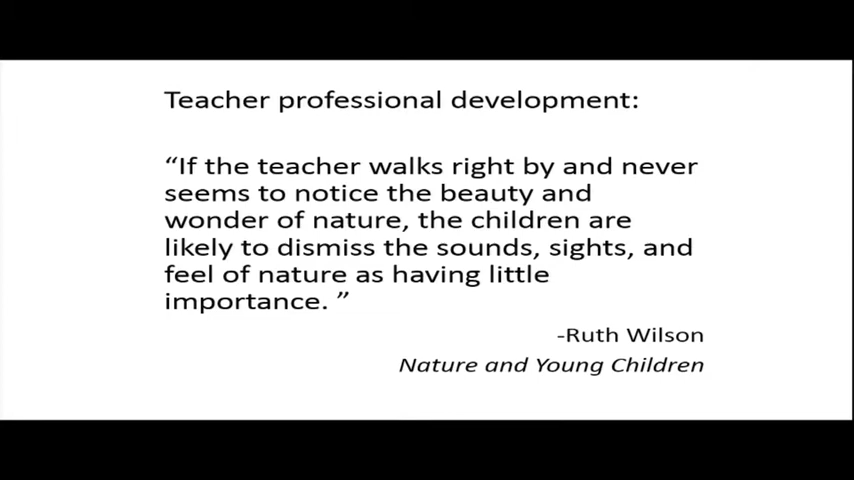 Teacher professional development:
“If the teacher walks right by and never
seems to notice the beauty and
wonder of nature, the children are
likely to dismiss the sounds, sights, and
feel of nature as having little
importance. ”
-Ruth Wilson
Nature and Young Children